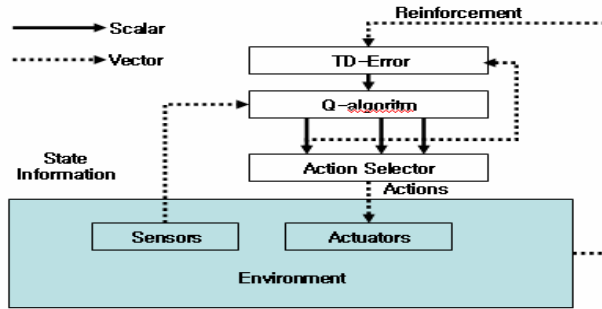 Reinforcement
Scalar
Vector
TD-Error
Q-algoritm
State
Information
Action Selector
Actions
Sensors
Actuators
Environment